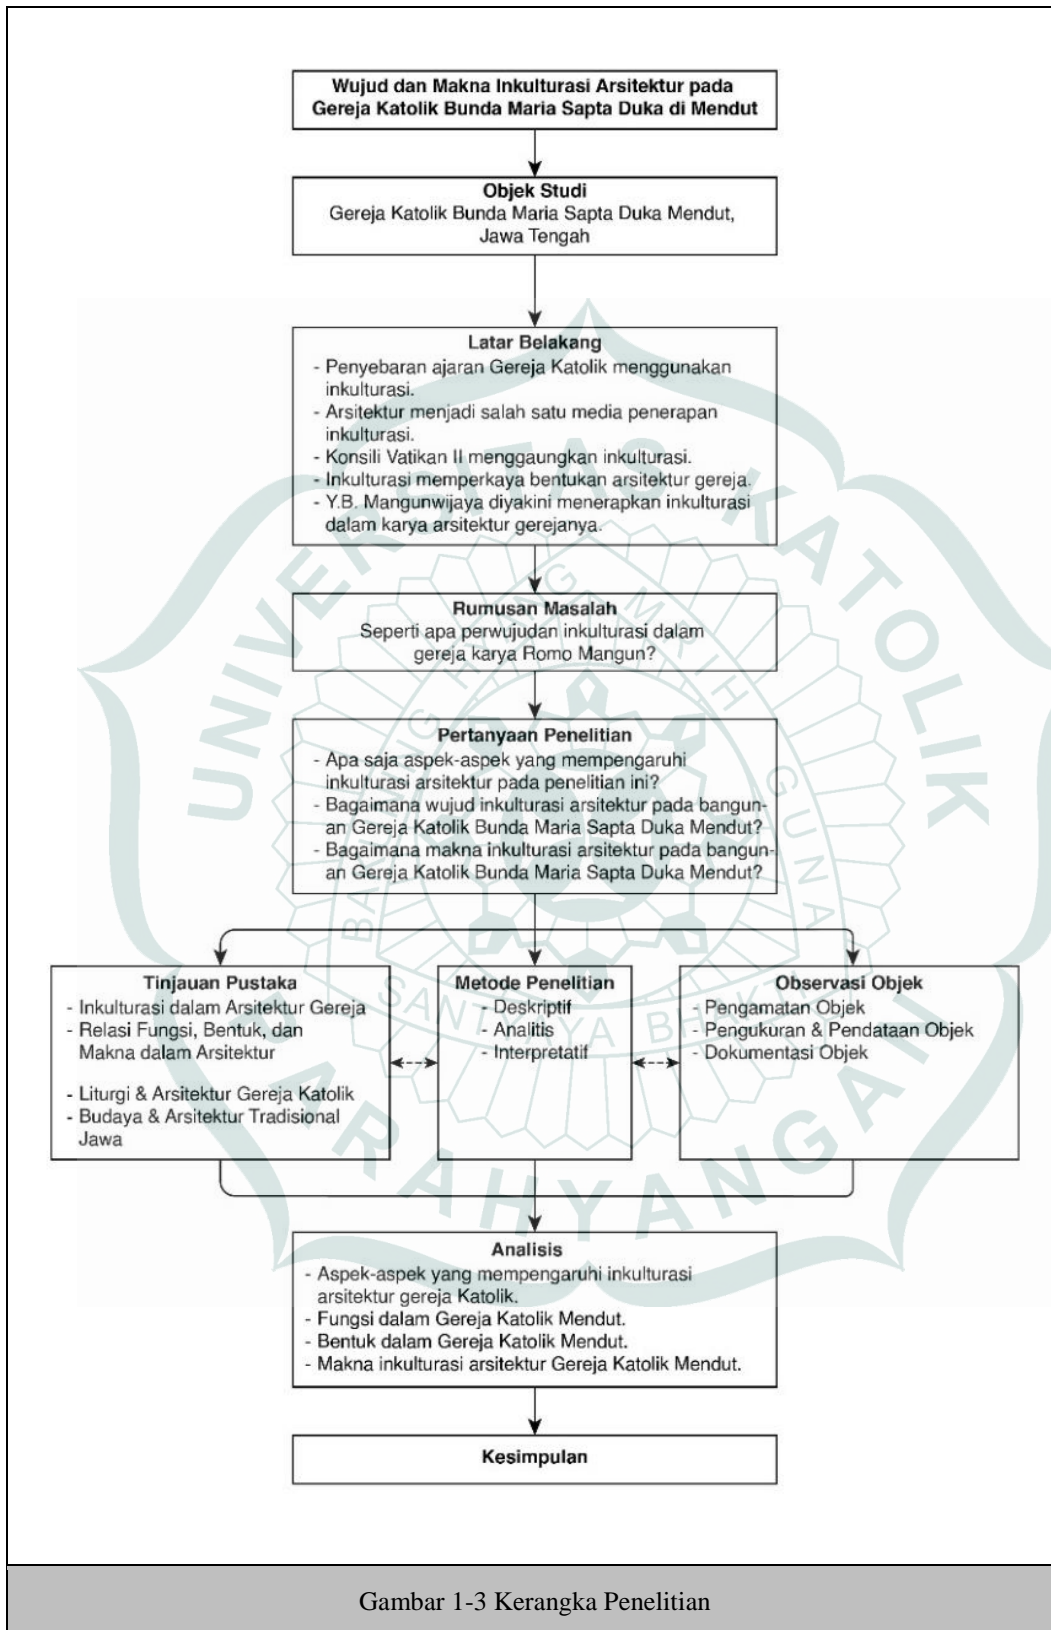 Wujud dan Makna Inkulturasi Arsitektur pada
Gereja Katolik Bunda Maria Sapta Duka di Mendut
Objek Studi
Gereja Katolik Bunda Maria Sapta Duka Mendut,
Jawa Tengah
Latar Belakang
- Penyebaran ajaran Gereja Katolik menggunakan
inkulturasi.
- Arsitektur menjadi salah satu media penerapan
inkulturasi.
- Konsili Vatikan II menggaungkan inkulturasi.
- Inkulturasi memperkaya bentukan arsitektur gereja.
- Y.B. Mangunwijaya diyakini menerapkan inkulturasi
dalam karya arsitektur gerejanya.
Rumusan Masalah
Seperti apa perwujudan inkulturasi dalam
gereja karya Romo Mangun?
Pertanyaan Penelitian
- Apa saja aspek-aspek yang mempengaruhi
inkulturasi arsitektur pada penelitian ini?
- Bagaimana wujud inkulturasi arsitektur pada bangun-
an Gereja Katolik Bunda Maria Sapta Duka Mendut?
- Bagaimana makna inkulturasi arsitektur pada bangun-
an Gereja Katolik Bunda Maria Sapta Duka Mendut?
Tinjauan Pustaka
- Inkulturasi dalam Arsitektur Gereja
- Relasi Fungsi, Bentuk, dan
Makna dalam Arsitektur
- Liturgi & Arsitektur Gereja Katolik
- Budaya & Arsitektur Tradisional
Jawa
Metode Penelitian
- Deskriptif
- Analitis
- Interpretatif
Observasi Objek
- Pengamatan Objek
- Pengukuran & Pendataan Objek
- Dokumentasi Objek
Analisis
- Aspek-aspek yang mempengaruhi inkulturasi
arsitektur gereja Katolik.
- Fungsi dalam Gereja Katolik Mendut.
- Bentuk dalam Gereja Katolik Mendut.
- Makna inkulturasi arsitektur Gereja Katolik Mendut.
Kesimpulan
UNIVERSITAS KATOLIK
PARAHYANGAN
BAKUNING HYANG MRIH GUNA
SANTYAYA BHAKTI
Gambar 1-3 Kerangka Penelitian